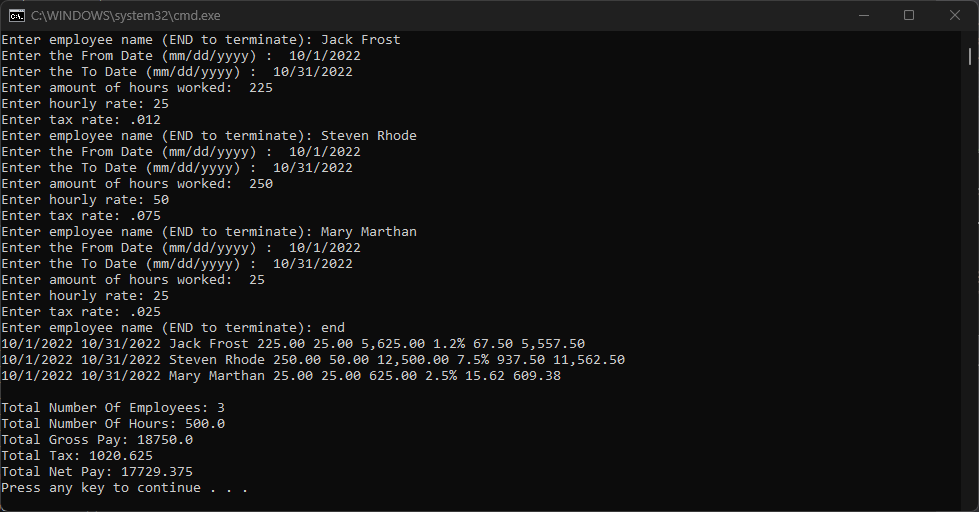 C:\WINDOWS\system32\cmd.exe
Enter employee name (END to terminate): Jack Frost
Enter the From Date (mm/dd/yyyy) :  10/1/2022
Enter the To Date (mm/dd/yyyy) :  10/31/2022
Enter amount of hours worked:  225
Enter hourly rate: 25
Enter tax rate: .012
Enter employee name (END to terminate): Steven Rhode
Enter the From Date (mm/dd/yyyy) :  10/1/2022
Enter the To Date (mm/dd/yyyy) :  10/31/2022
Enter amount of hours worked:  250
Enter hourly rate: 50
Enter tax rate: .075
Enter employee name (END to terminate): Mary Marthan
Enter the From Date (mm/dd/yyyy) :  10/1/2022
Enter the To Date (mm/dd/yyyy) :  10/31/2022
Enter amount of hours worked:  25
Enter hourly rate: 25
Enter tax rate: .025
Enter employee name (END to terminate): end
10/1/2022 10/31/2022 Jack Frost 225.00 25.00 5,625.00 1.2% 67.50 5,557.50
10/1/2022 10/31/2022 Steven Rhode 250.00 50.00 12,500.00 7.5% 937.50 11,562.50
10/1/2022 10/31/2022 Mary Marthan 25.00 25.00 625.00 2.5% 15.62 609.38
Total Number Of Employees: 3
Total Number Of Hours: 500.0
Total Gross Pay: 18750.0
Total Tax: 1020.625
Total Net Pay: 17729.375
Press any key to continue . . .